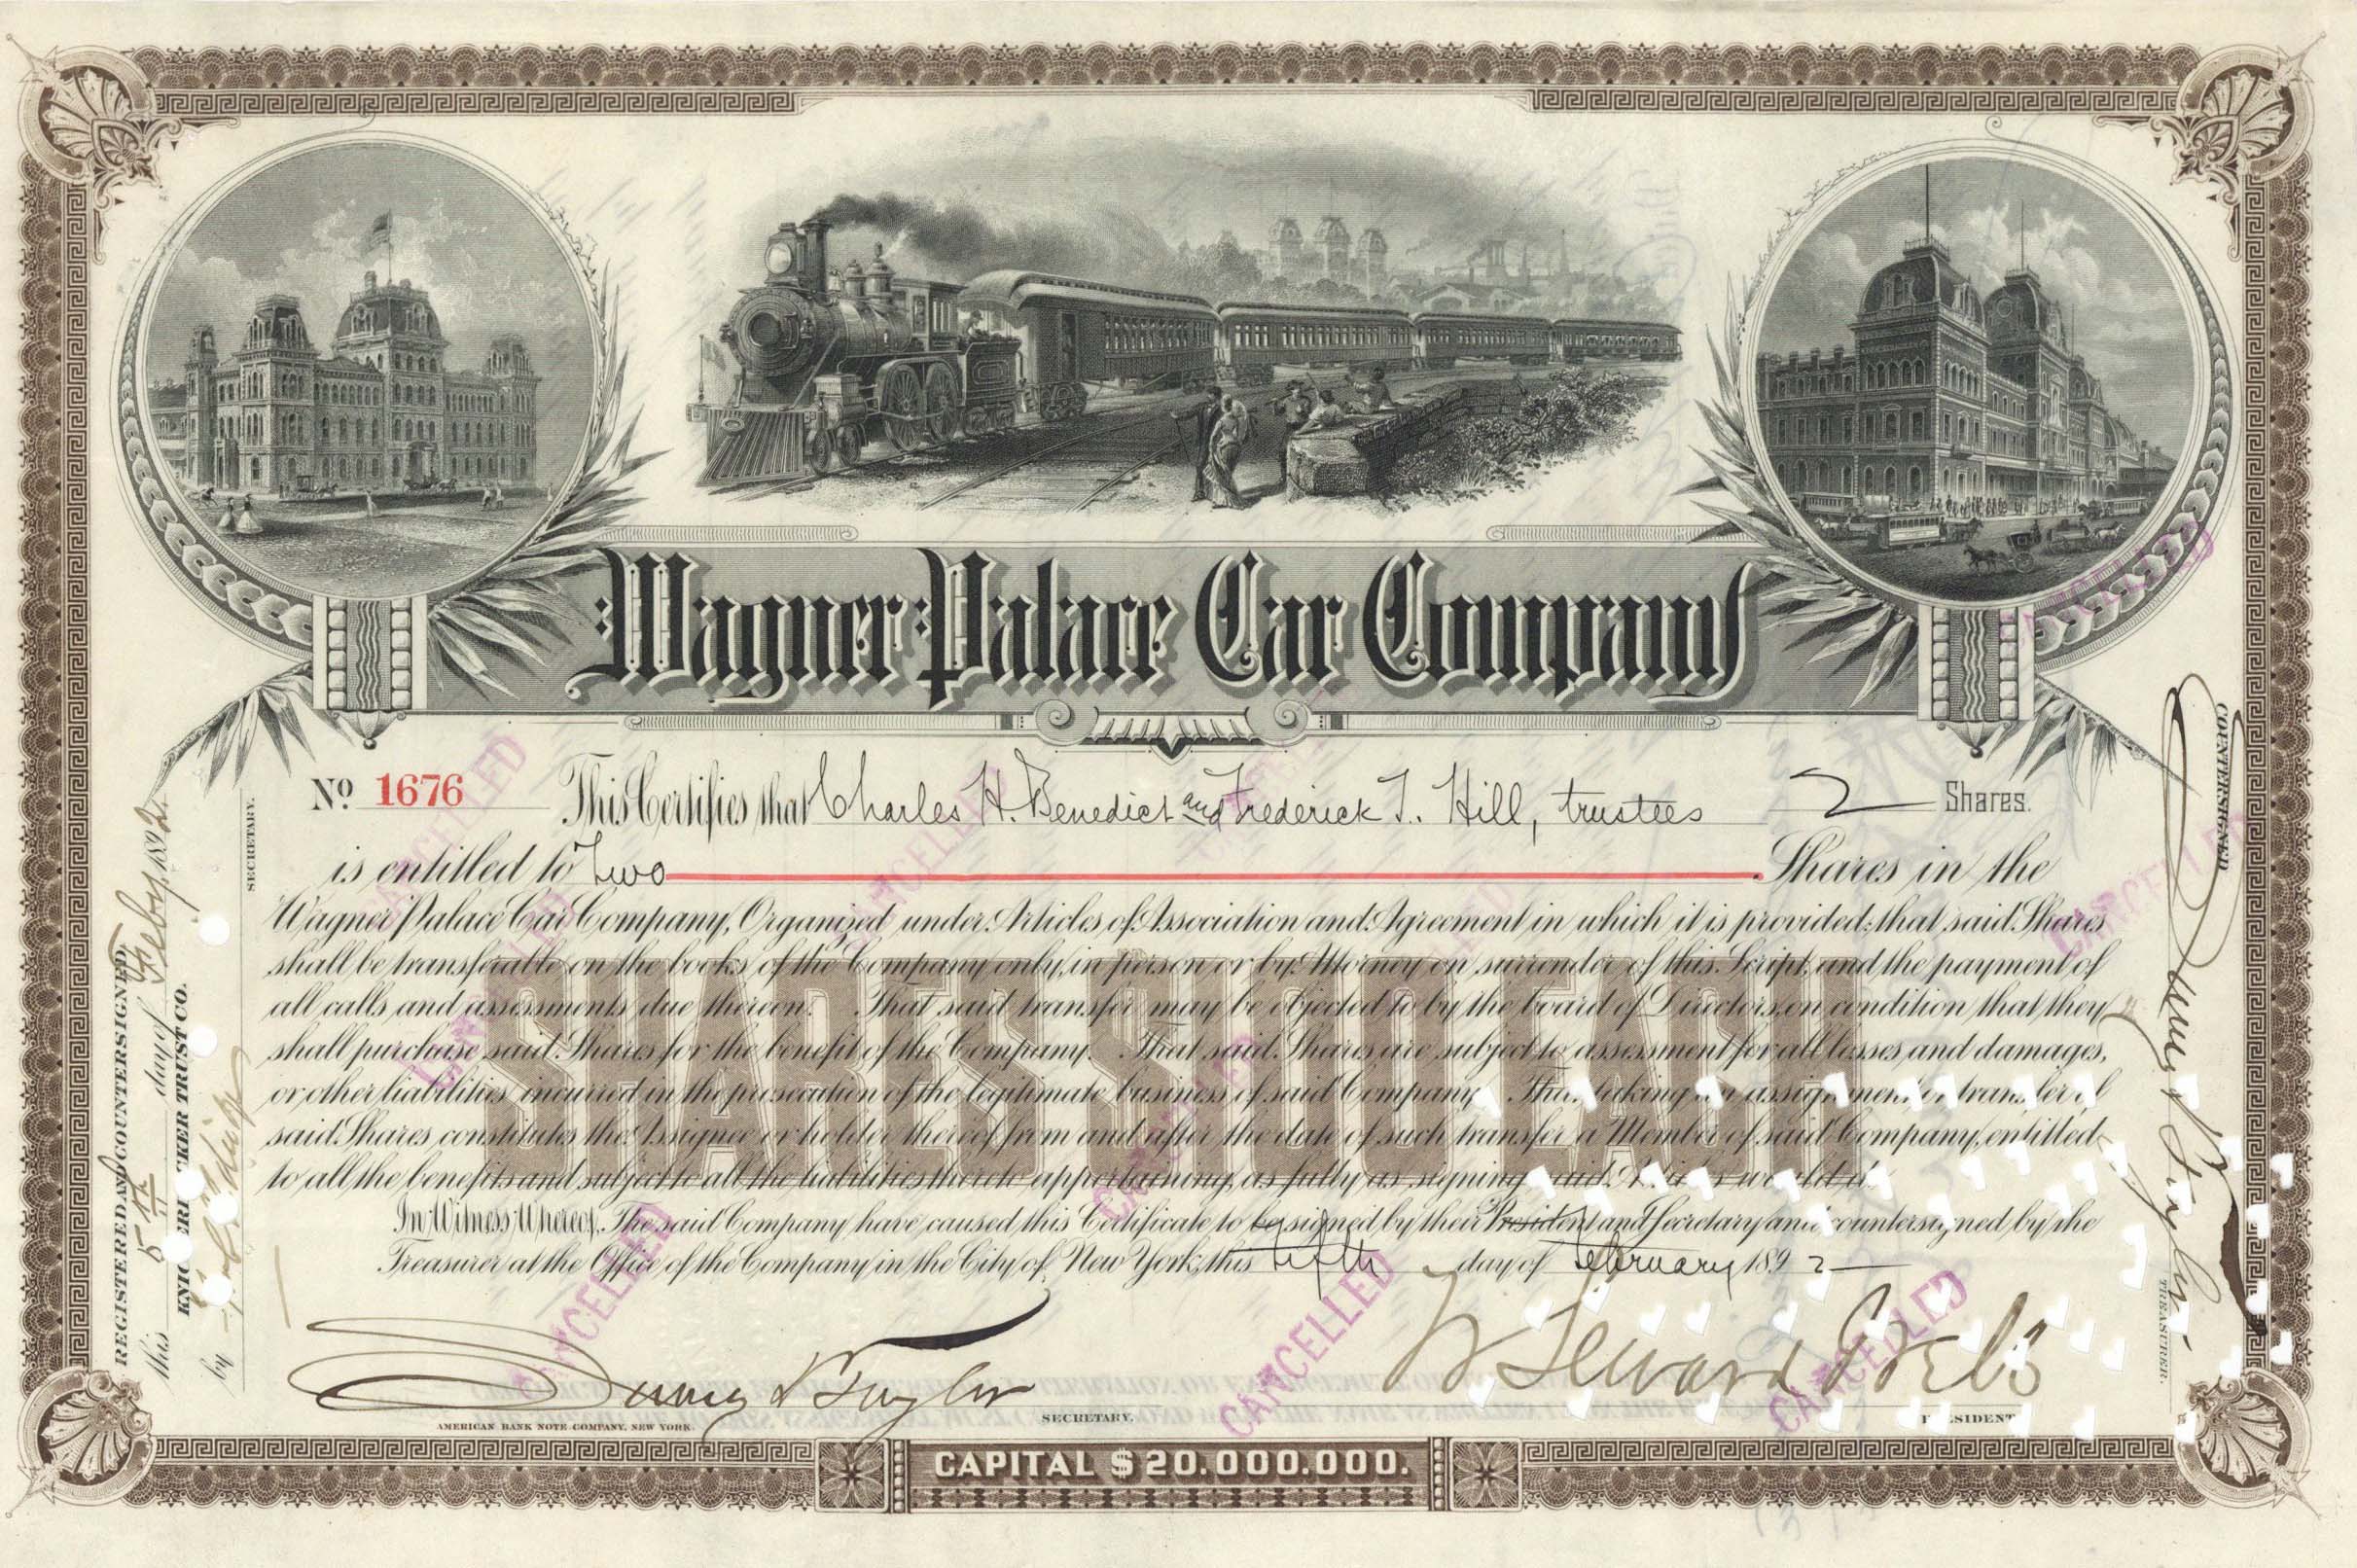 Wagner Palace Car Company
Nº 1676 This Certifies that Charles H. Benedict and Frederick T. Hill, trustees 2 Shares.
is entitled to Two Shares in the
Wagner Palace Car Company, Organized under Articles of Association and Agreement in which it is provided: that said Shares
shall be transferable on the books of the Company only, in person or by Attorney on surrender of this Script, and the payment of
all calls and assessments due thereon. That said transfer may be objected to by the board of Directors, on condition that they
shall purchase said Shares for the benefit of the Company. That said Shares are subject to assessment for all losses and damages,
or other liabilities incurred in the prosecution of the legitimate business of said Company. That taking an assignment or transfer of
said Shares constitutes the Assignee or holder thereof from and after the date of such transfer a Member of said Company, entitled
to all the benefits and subject to all the liabilities thereto appertaining, as fully as signing said Articles would do.
SHARES $100 EACH
In Witness Whereof, The said Company have caused this Certificate to be signed by their President and Secretary and countersigned by the
Treasurer at the Office of the Company in the City of New York, this fifth day of February 1892
SECRETARY.
W Seward Webb
PRESIDENT
AMERICAN BANK NOTE COMPANY, NEW YORK.
CAPITAL $20.000.000.
REGISTERED AND COUNTERSIGNED,
this 5th day of Feby 1892.
KNICKERBOCKER TRUST CO.
by
SECRETARY.
COUNTERSIGNED,
TREASURER.
CANCELLED
CANCELLED
CANCELLED
CANCELLED
CANCELLED
CANCELLED
CANCELLED
CANCELLED